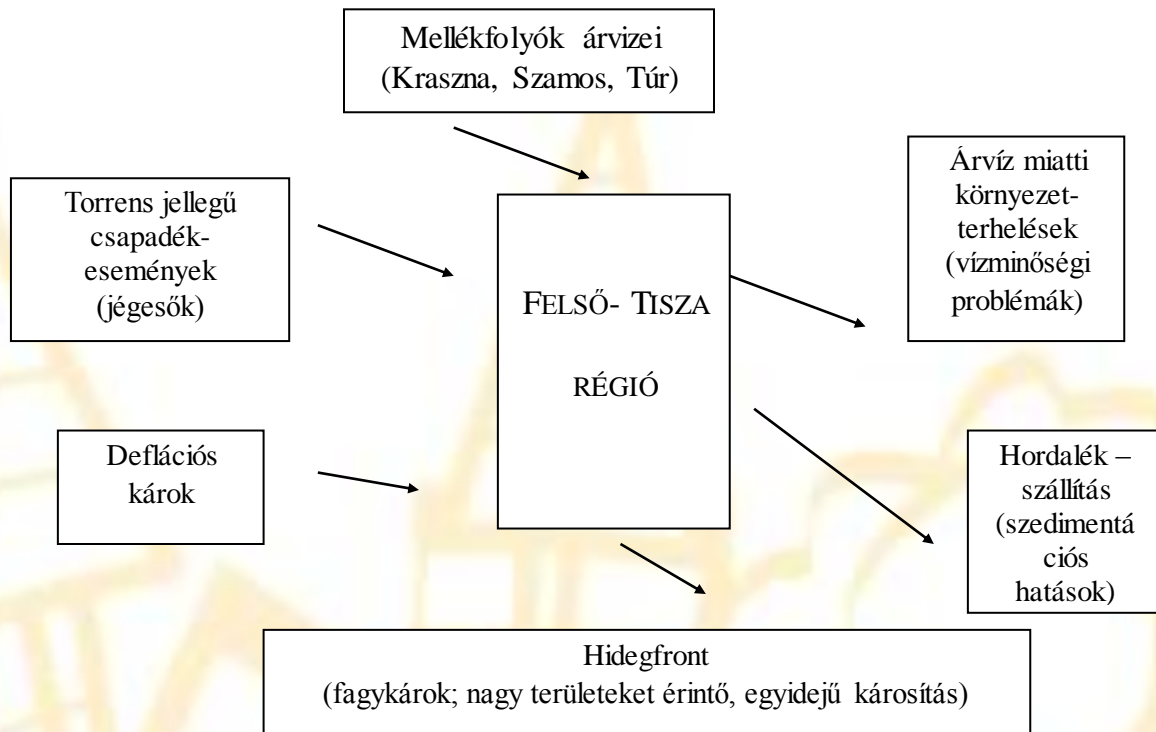 Mellékfolyók árvizei
(Kraszna, Szamos, Túr)
Torrens jellegű
csapadék-
események
(jégesők)
Árvíz miatti
környezet-
terhelések
(vízminőségi
problémák)
FELSŐ- TISZA
RÉGIÓ
Deflációs
károk
Hordalék –
szállítás
(szedimentá
ciós
hatások)
Hidegfront
(fagykárok; nagy területeket érintő, egyidejű károsítás)